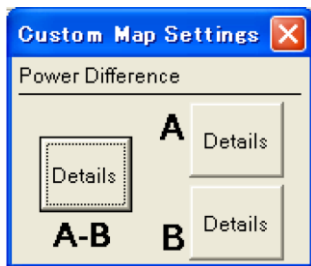 Custom Map Settings
Power Difference
A Details
Details
A-B
B Details